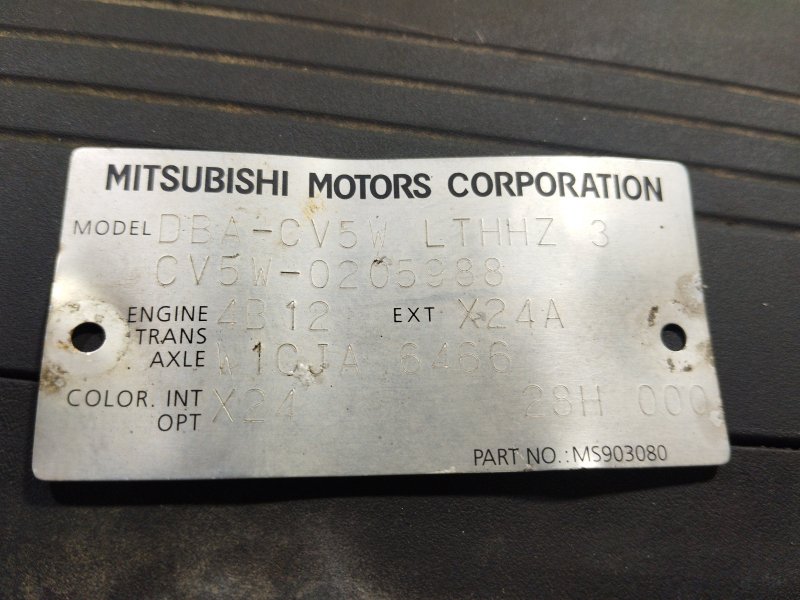 MITSUBISHI MOTORS CORPORATION
MODEL DBA-CV5W LTHHZ 3
CV5W-0205988
ENGINE 4B12 EXT X24A
TRANS
AXLE W1CJA 6466
COLOR. INT X24 28H 000
OPT
PART NO.:MS903080